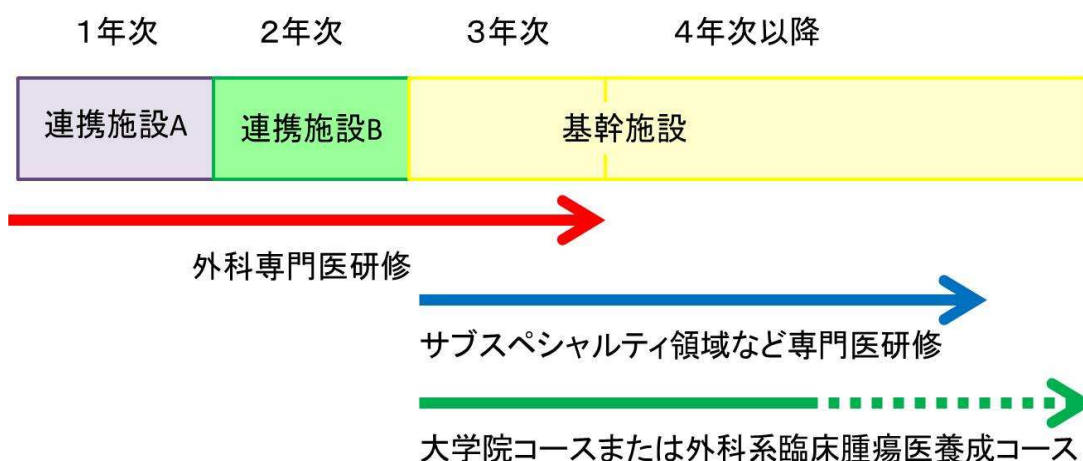 1年次 2年次 3年次 4年次以降
連携施設A 連携施設B 基幹施設
外科専門医研修
サブスペシャルティ領域など専門医研修
大学院コースまたは外科系臨床腫瘍医養成コース